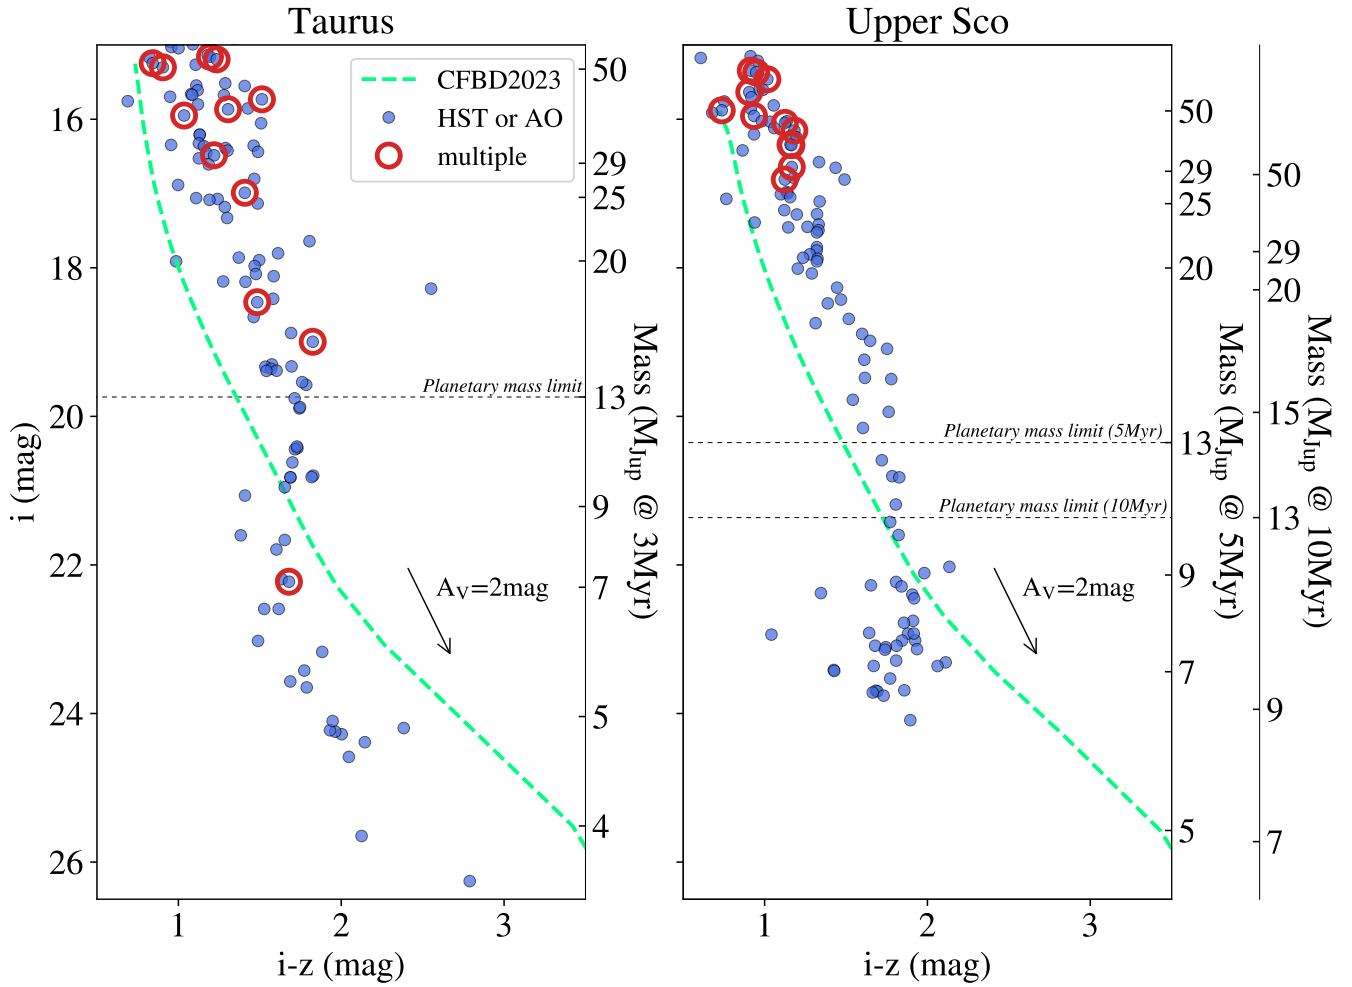 Taurus
Upper Sco
CFBD2023
HST or AO
multiple
16
18
20
22
24
26
i (mag)
50
29
25
20
13
9
7
5
4
Mass (MJup @ 3Myr)
Planetary mass limit
AV=2mag
1
2
3
i-z (mag)
50
29
25
20
13
9
7
5
Mass (MJup @ 5Myr)
50
29
20
15
13
9
7
Mass (MJup @ 10Myr)
Planetary mass limit (5Myr)
Planetary mass limit (10Myr)
AV=2mag
1
2
3
i-z (mag)